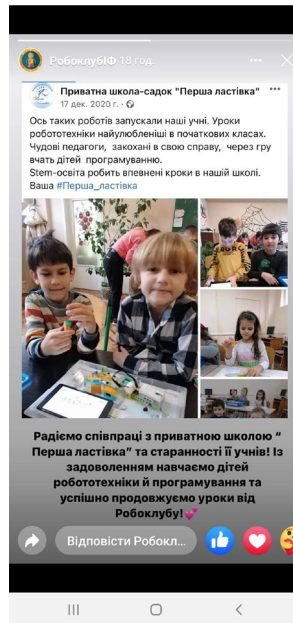 РобоклубІФ 18 год.
Приватна школа-садок "Перша ластівка"
17 дек. 2020 г.
Ось таких роботів запускали наші учні. Уроки
робототехніки найулюбленіші в початкових класах.
Чудові педагоги, закохані в свою справу, через гру
вчать дітей програмуванню.
Stem-освіта робить впевнені кроки в нашій школі.
Ваша #Перша_ластівка
Радіємо співпраці з приватною школою “
Перша ластівка” та старанності її учнів! Із
задоволенням навчаємо дітей
робототехніки й програмування та
успішно продовжуємо уроки від
Робоклубу!💕
Відповісти Робокл...